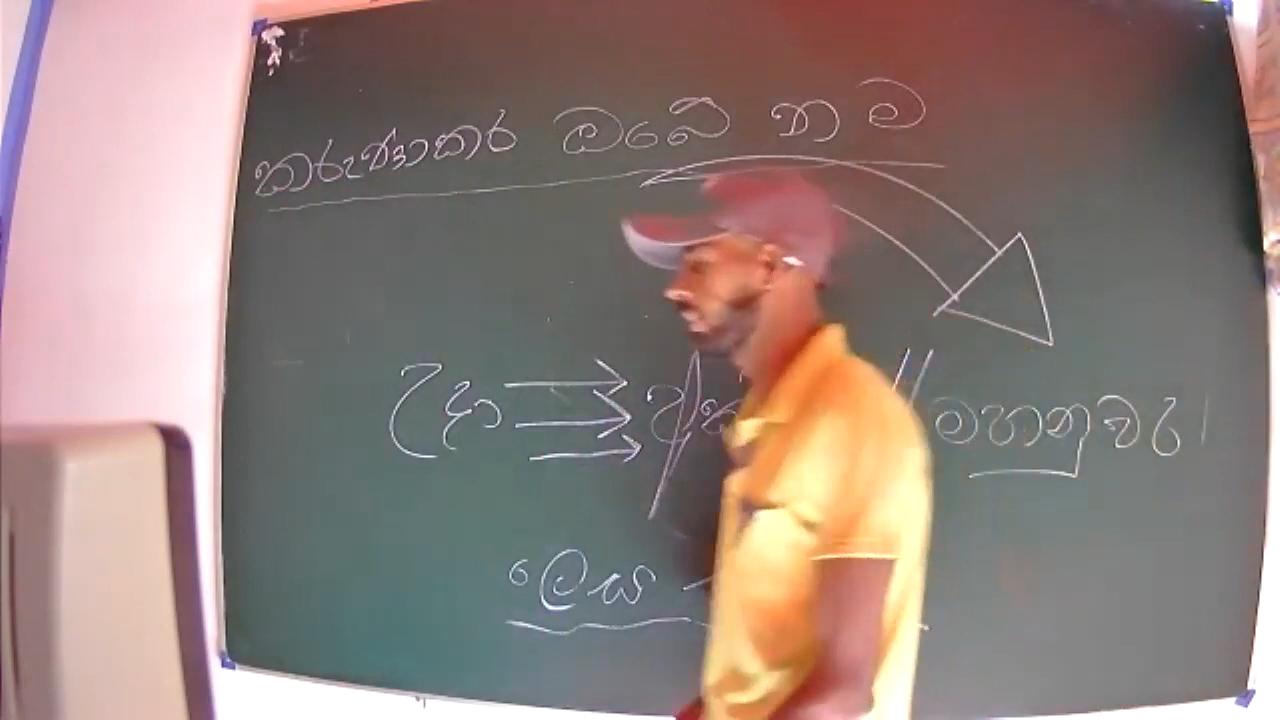 කරුණාකර ඔබේ නම
උදා මහනුවර
ලෙස